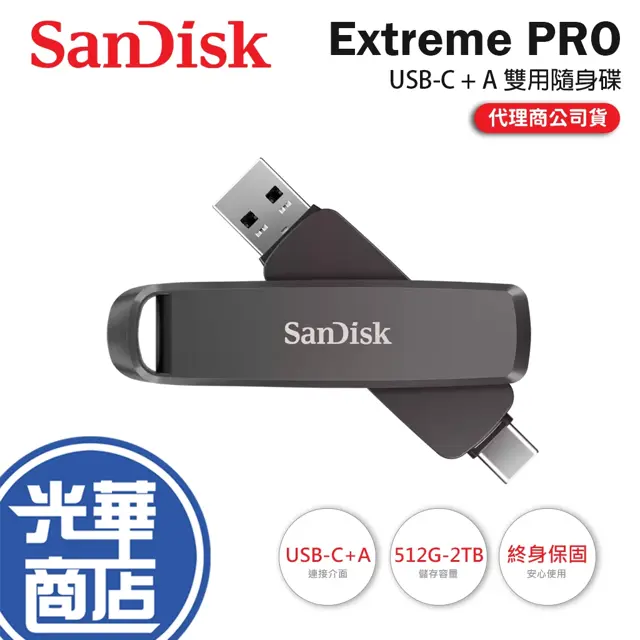 SanDisk
Extreme PRO
USB-C + A 雙用隨身碟
代理商公司貨
SanDisk
光華
商店
USB-C+A
連接介面
512G-2TB
儲存容量
終身保固
安心使用